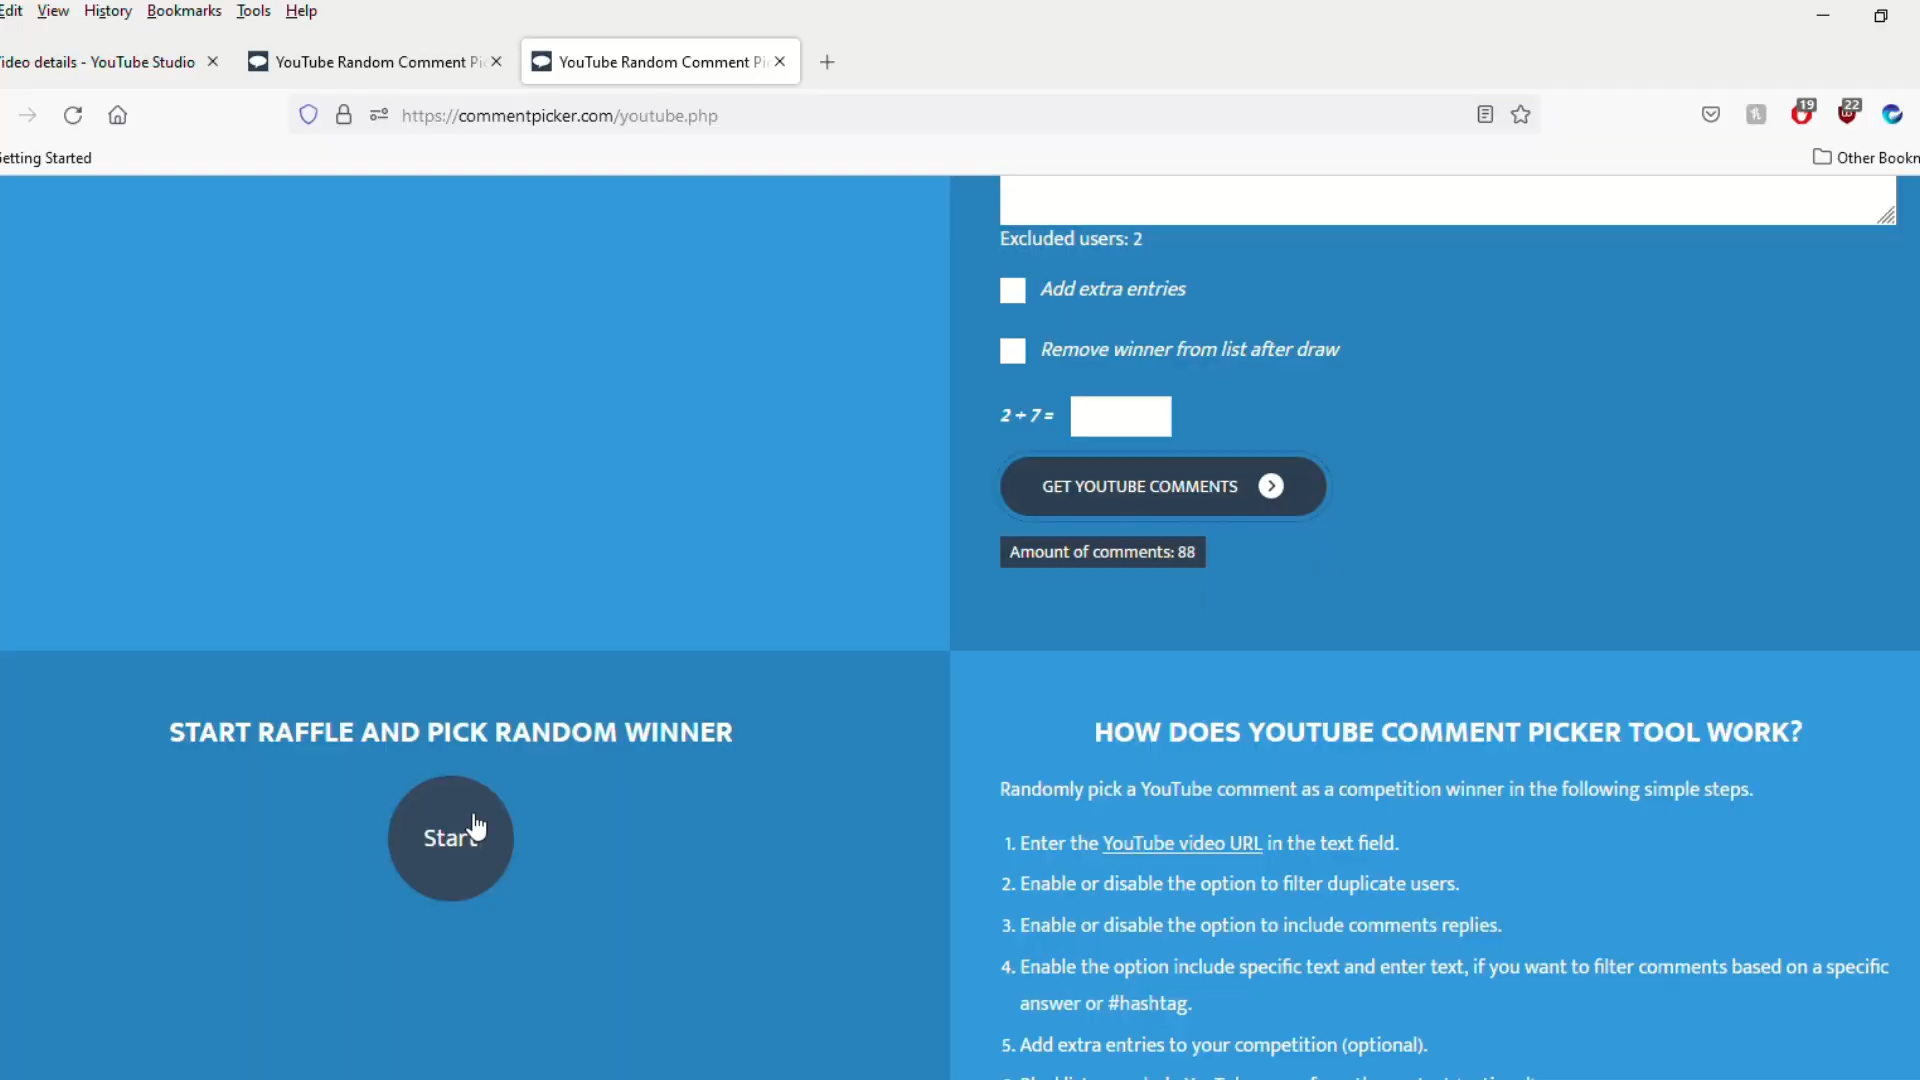 Edit View History Bookmarks Tools Help
Video details - YouTube Studio
YouTube Random Comment Pi
YouTube Random Comment Pi
https://commentpicker.com/youtube.php
19
22
Getting Started
Other Bookm
Excluded users: 2
Add extra entries
Remove winner from list after draw
2 + 7 =
GET YOUTUBE COMMENTS
Amount of comments: 88
START RAFFLE AND PICK RANDOM WINNER
Start
HOW DOES YOUTUBE COMMENT PICKER TOOL WORK?
Randomly pick a YouTube comment as a competition winner in the following simple steps.
1. Enter the YouTube video URL in the text field.
2. Enable or disable the option to filter duplicate users.
3. Enable or disable the option to include comments replies.
4. Enable the option include specific text and enter text, if you want to filter comments based on a specific
answer or #hashtag.
5. Add extra entries to your competition (optional).